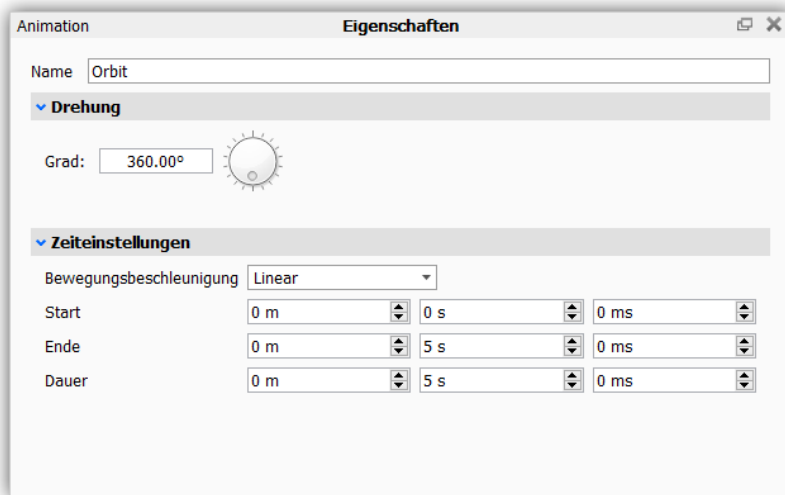 Animation Eigenschaften
Name Orbit
Drehung
Grad: 360.00º
Zeiteinstellungen
Bewegungsbeschleunigung Linear
Start 0 m 0 s 0 ms
Ende 0 m 5 s 0 ms
Dauer 0 m 5 s 0 ms